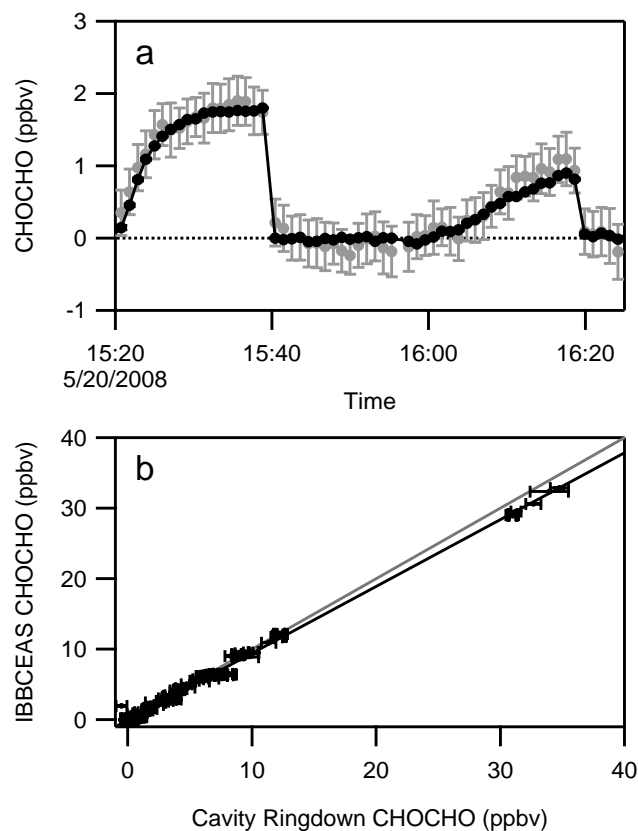 a
CHOCHO (ppbv)
3
2
1
0
-1
15:20 15:40 16:00 16:20
5/20/2008
Time
b
IBBCEAS CHOCHO (ppbv)
40
30
20
10
0
0 10 20 30 40
Cavity Ringdown CHOCHO (ppbv)